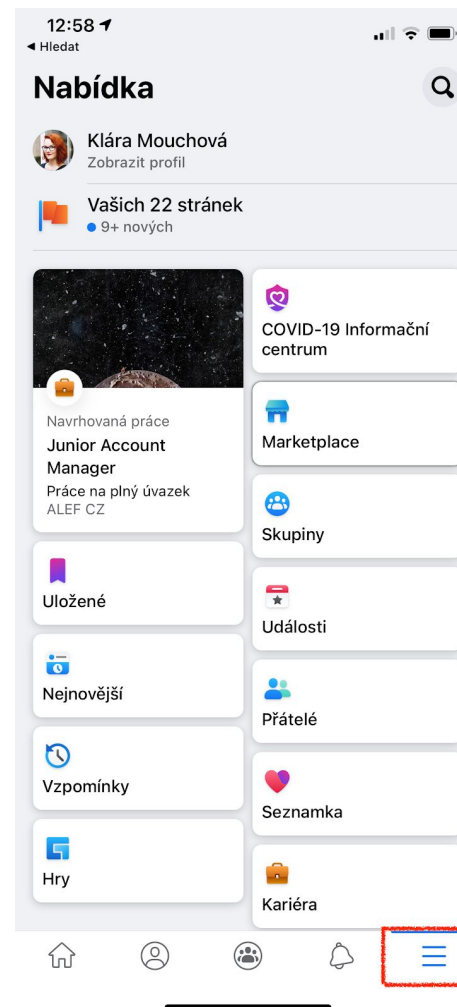 12:58
◀ Hledat
Nabídka
Klára Mouchová
Zobrazit profil
Vašich 22 stránek
9+ nových
Navrhovaná práce
Junior Account
Manager
Práce na plný úvazek
ALEF CZ
Uložené
Nejnovější
Vzpomínky
Hry
COVID-19 Informační
centrum
Marketplace
Skupiny
Události
Přátelé
Seznamka
Kariéra